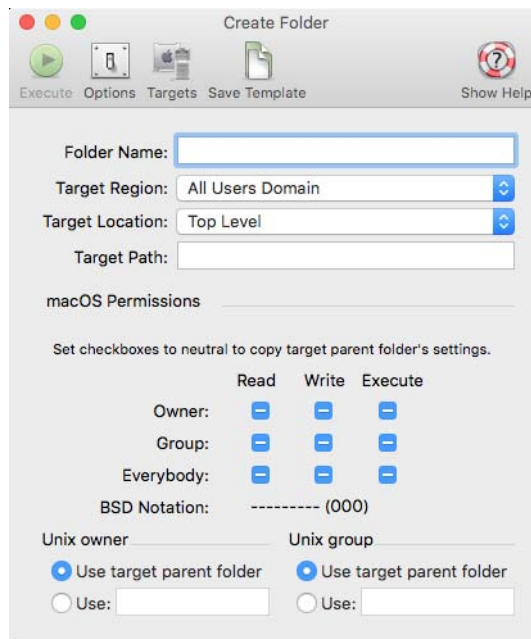 Create Folder
Execute Options Targets Save Template Show Help
Folder Name:
Target Region: All Users Domain
Target Location: Top Level
Target Path:
macOS Permissions
Set checkboxes to neutral to copy target parent folder's settings.
Read Write Execute
Owner:
Group:
Everybody:
BSD Notation: --------- (000)
Unix owner Unix group
Use target parent folder Use target parent folder
Use: Use: